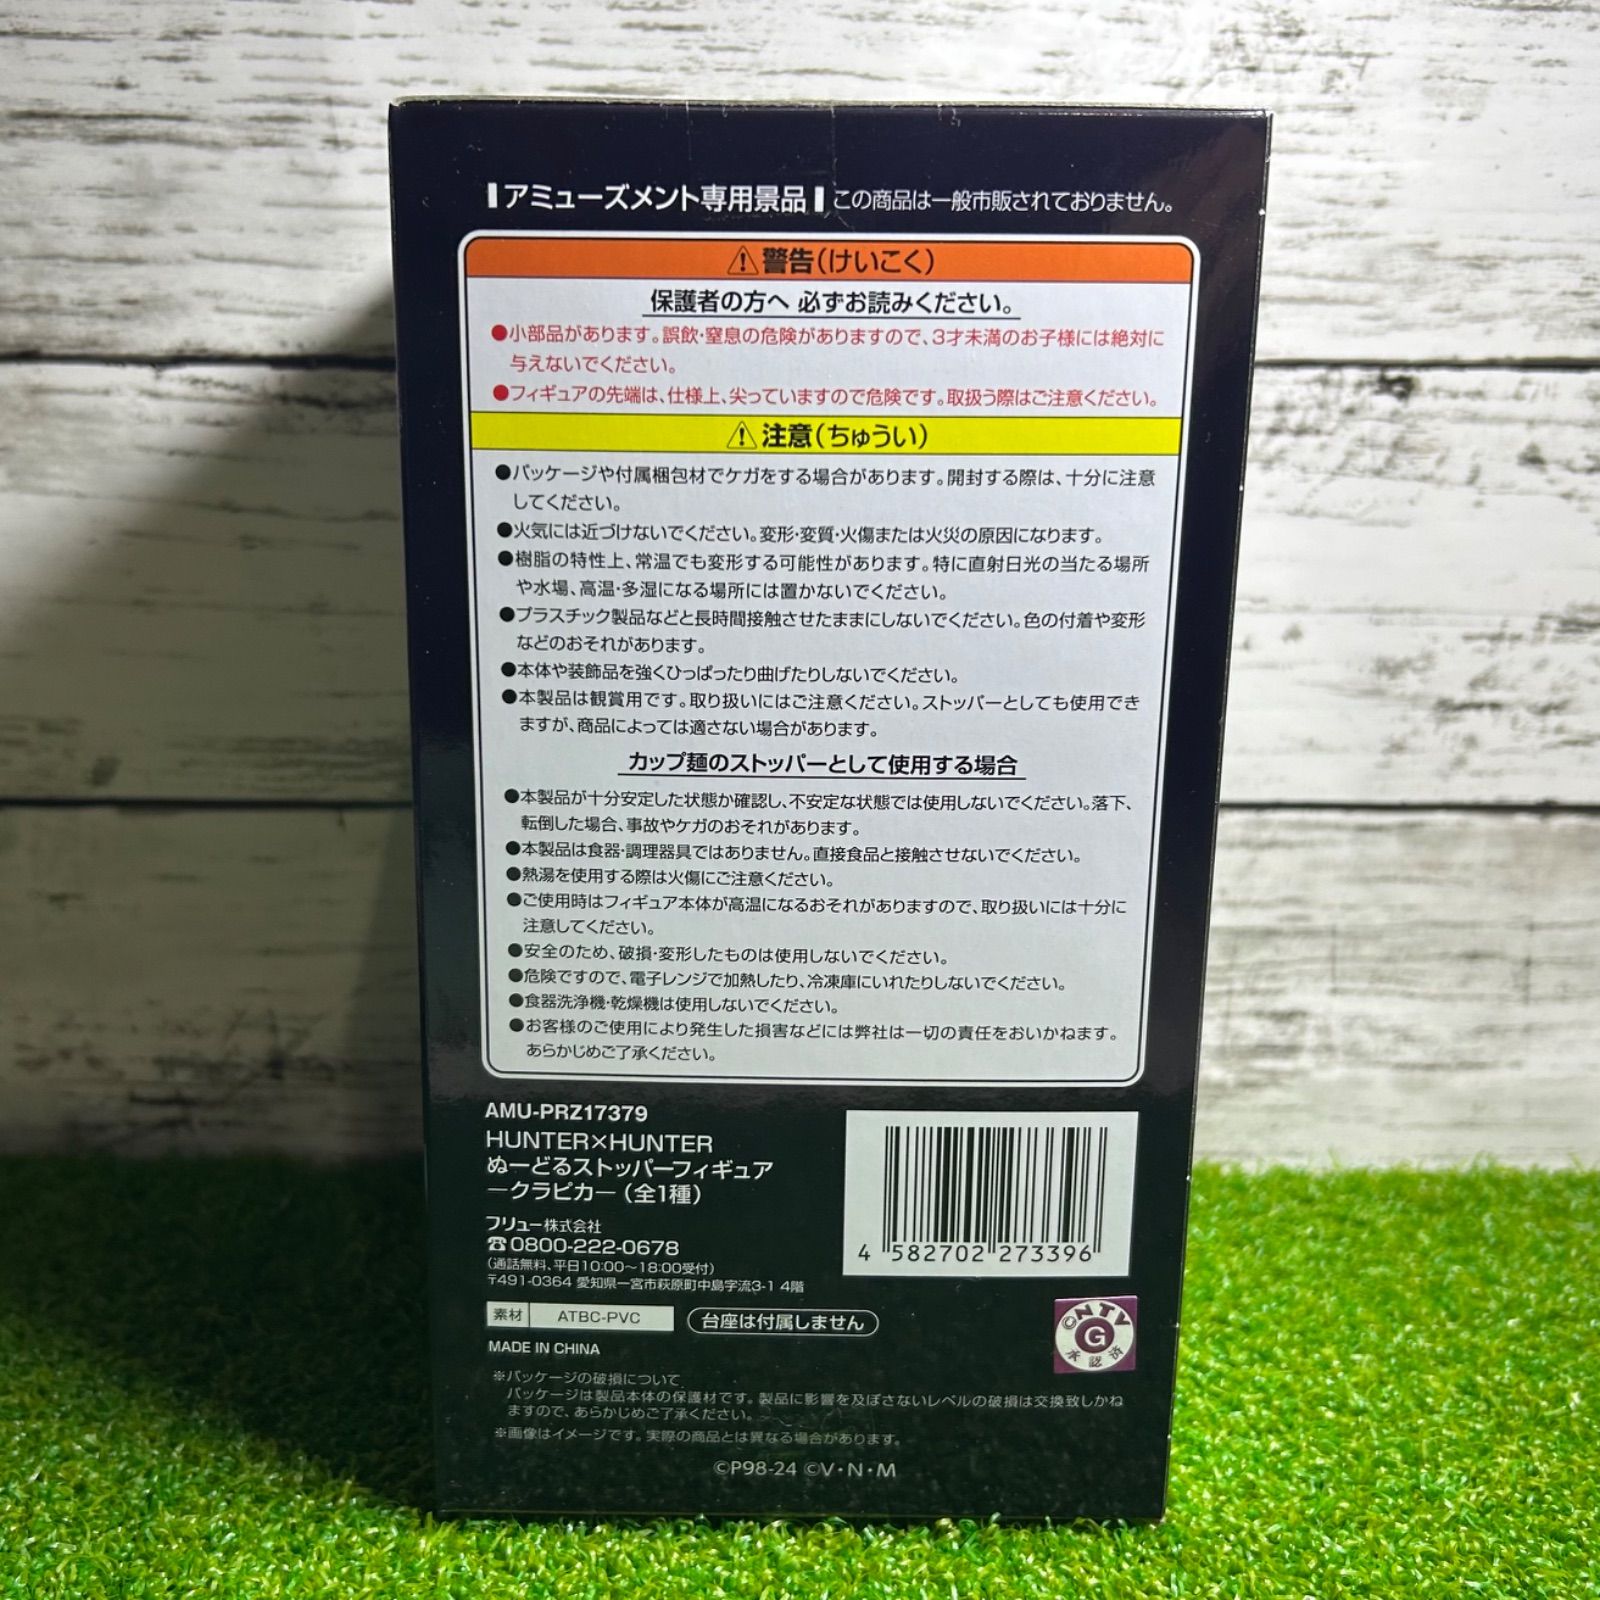 アミューズメント専用景品 この商品は一般市販されておりません。
警告(けいこく)
保護者の方へ 必ずお読みください。
●小部品があります。誤飲・窒息の危険がありますので、3才未満のお子様には絶対に
与えないでください。
●フィギュアの先端は、仕様上、尖っていますので危険です。取扱う際はご注意ください。
注意(ちゅうい)
●パッケージや付属梱包材でケガをする場合があります。開封する際は、十分に注意
してください。
●火気には近づけないでください。変形・変質・火傷または火災の原因になります。
●樹脂の特性上、常温でも変形する可能性があります。特に直射日光の当たる場所
や水場、高温・多湿になる場所には置かないでください。
●プラスチック製品などと長時間接触させたままにしないでください。色の付着や変形
などのおそれがあります。
●本体や装飾品を強くひっぱったり曲げたりしないでください。
●本製品は観賞用です。取り扱いにはご注意ください。ストッパーとしても使用でき
ますが、商品によっては適さない場合があります。
カップ麺のストッパーとして使用する場合
●本製品が十分安定した状態か確認し、不安定な状態では使用しないでください。落下、
転倒した場合、事故やケガのおそれがあります。
●本製品は食器・調理器具ではありません。直接食品と接触させないでください。
●熱湯を使用する際は火傷にご注意ください。
●ご使用時はフィギュア本体が高温になるおそれがありますので、取り扱いには十分に
注意してください。
●安全のため、破損・変形したものは使用しないでください。
●危険ですので、電子レンジで加熱したり、冷凍庫にいれたりしないでください。
●食器洗浄機・乾燥機は使用しないでください。
●お客様のご使用により発生した損害などには弊社は一切の責任をおいかねます。
あらかじめご了承ください。
AMU-PRZ17379
HUNTER×HUNTER
ぬーどるストッパーフィギュア
ークラピカー(全1種)
フリュー株式会社
☎0800-222-0678
(通話無料、平日10:00～18:00受付)
〒491-0364 愛知県一宮市萩原町中島字流3-1 4階
4 582702 273396
素材 ATBC-PVC 台座は付属しません
©NTV
G
承認済
MADE IN CHINA
※パッケージの破損について
パッケージは製品本体の保護材です。製品に影響を及ぼさないレベルの破損は交換致しかね
ますので、あらかじめご了承ください。
※画像はイメージです。実際の商品とは異なる場合があります。
©P98-24 ©V・N・M